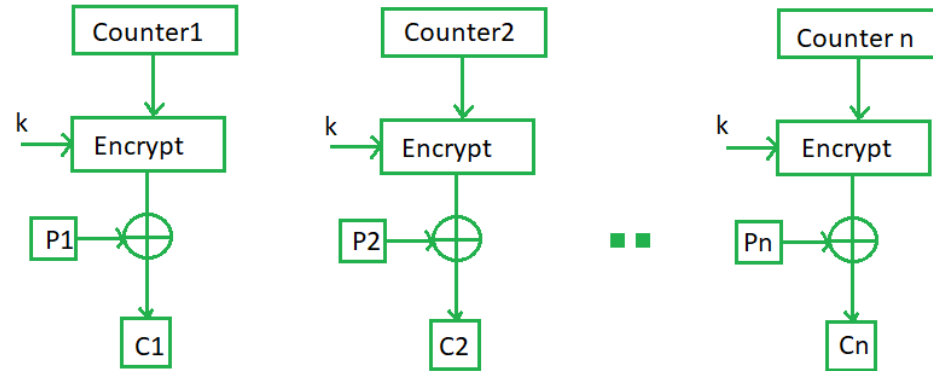 Counter1 Counter2 Counter n
k k k
Encrypt Encrypt Encrypt
P1 P2 Pn
C1 C2 Cn